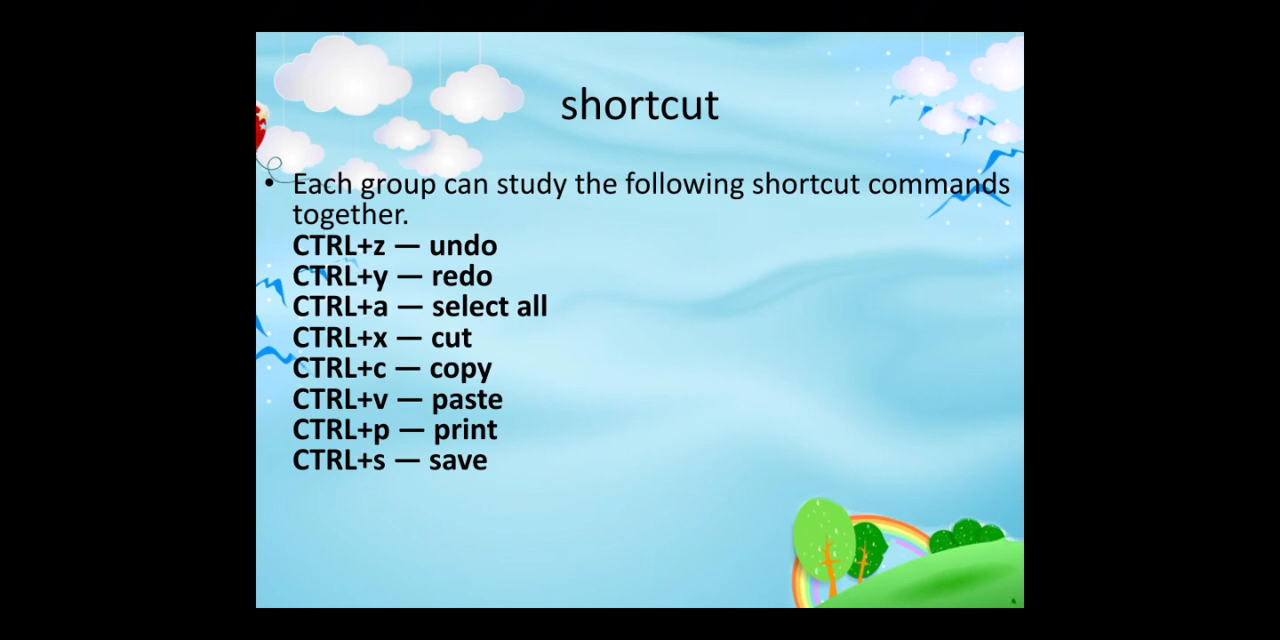 shortcut
• Each group can study the following shortcut commands
together.
CTRL+z — undo
CTRL+y — redo
CTRL+a — select all
CTRL+x — cut
CTRL+c — copy
CTRL+v — paste
CTRL+p — print
CTRL+s — save